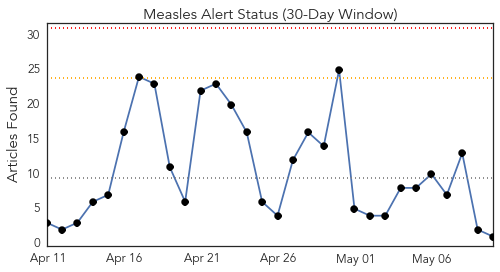 Measles Alert Status (30-Day Window)
Articles Found
30
25
20
15
10
5
0
Apr 11 Apr 16 Apr 21 Apr 26 May 01 May 06